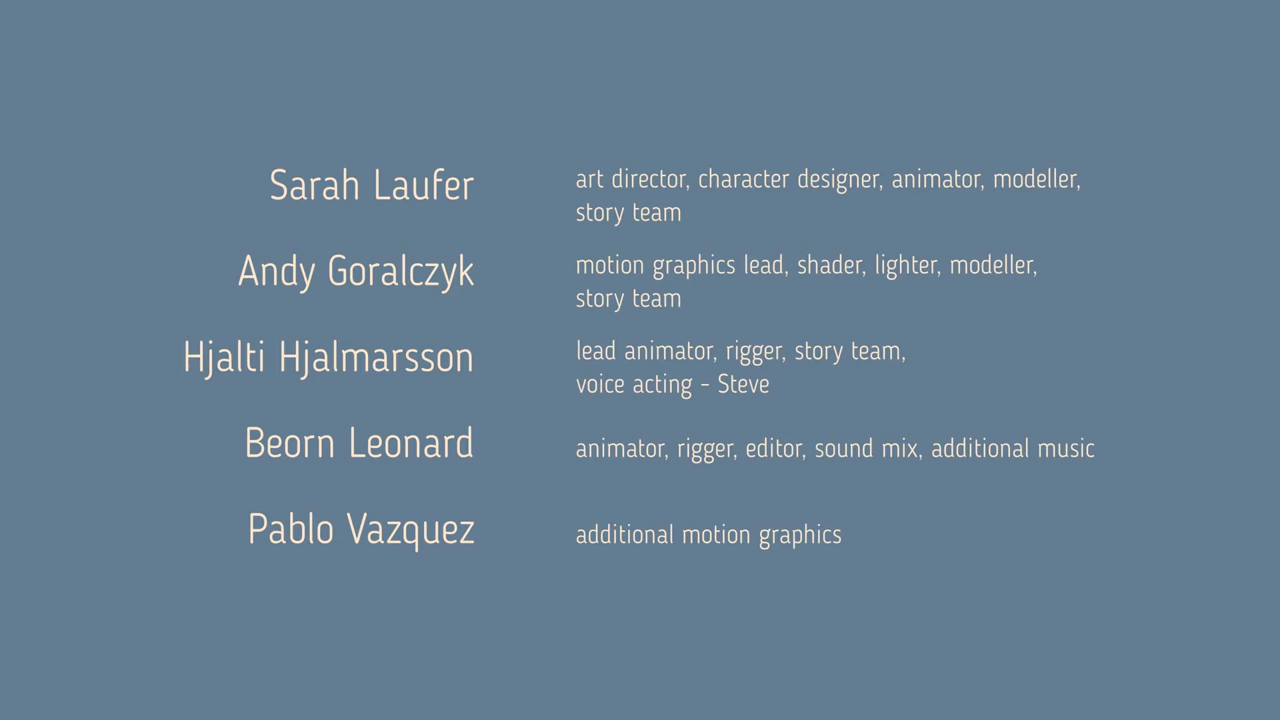 Sarah Laufer
art director, character designer, animator, modeller,
story team
Andy Goralczyk
motion graphics lead, shader, lighter, modeller,
story team
Hjalti Hjalmarsson
lead animator, rigger, story team,
voice acting - Steve
Beorn Leonard
animator, rigger, editor, sound mix, additional music
Pablo Vazquez
additional motion graphics